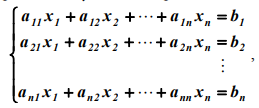 a₁₁x₁ + a₁₂x₂ + ⋯ + a₁ₙxₙ = b₁
a₂₁x₁ + a₂₂x₂ + ⋯ + a₂ₙxₙ = b₂
⋮ ,
aₙ₁x₁ + aₙ₂x₂ + ⋯ + aₙₙxₙ = bₙ